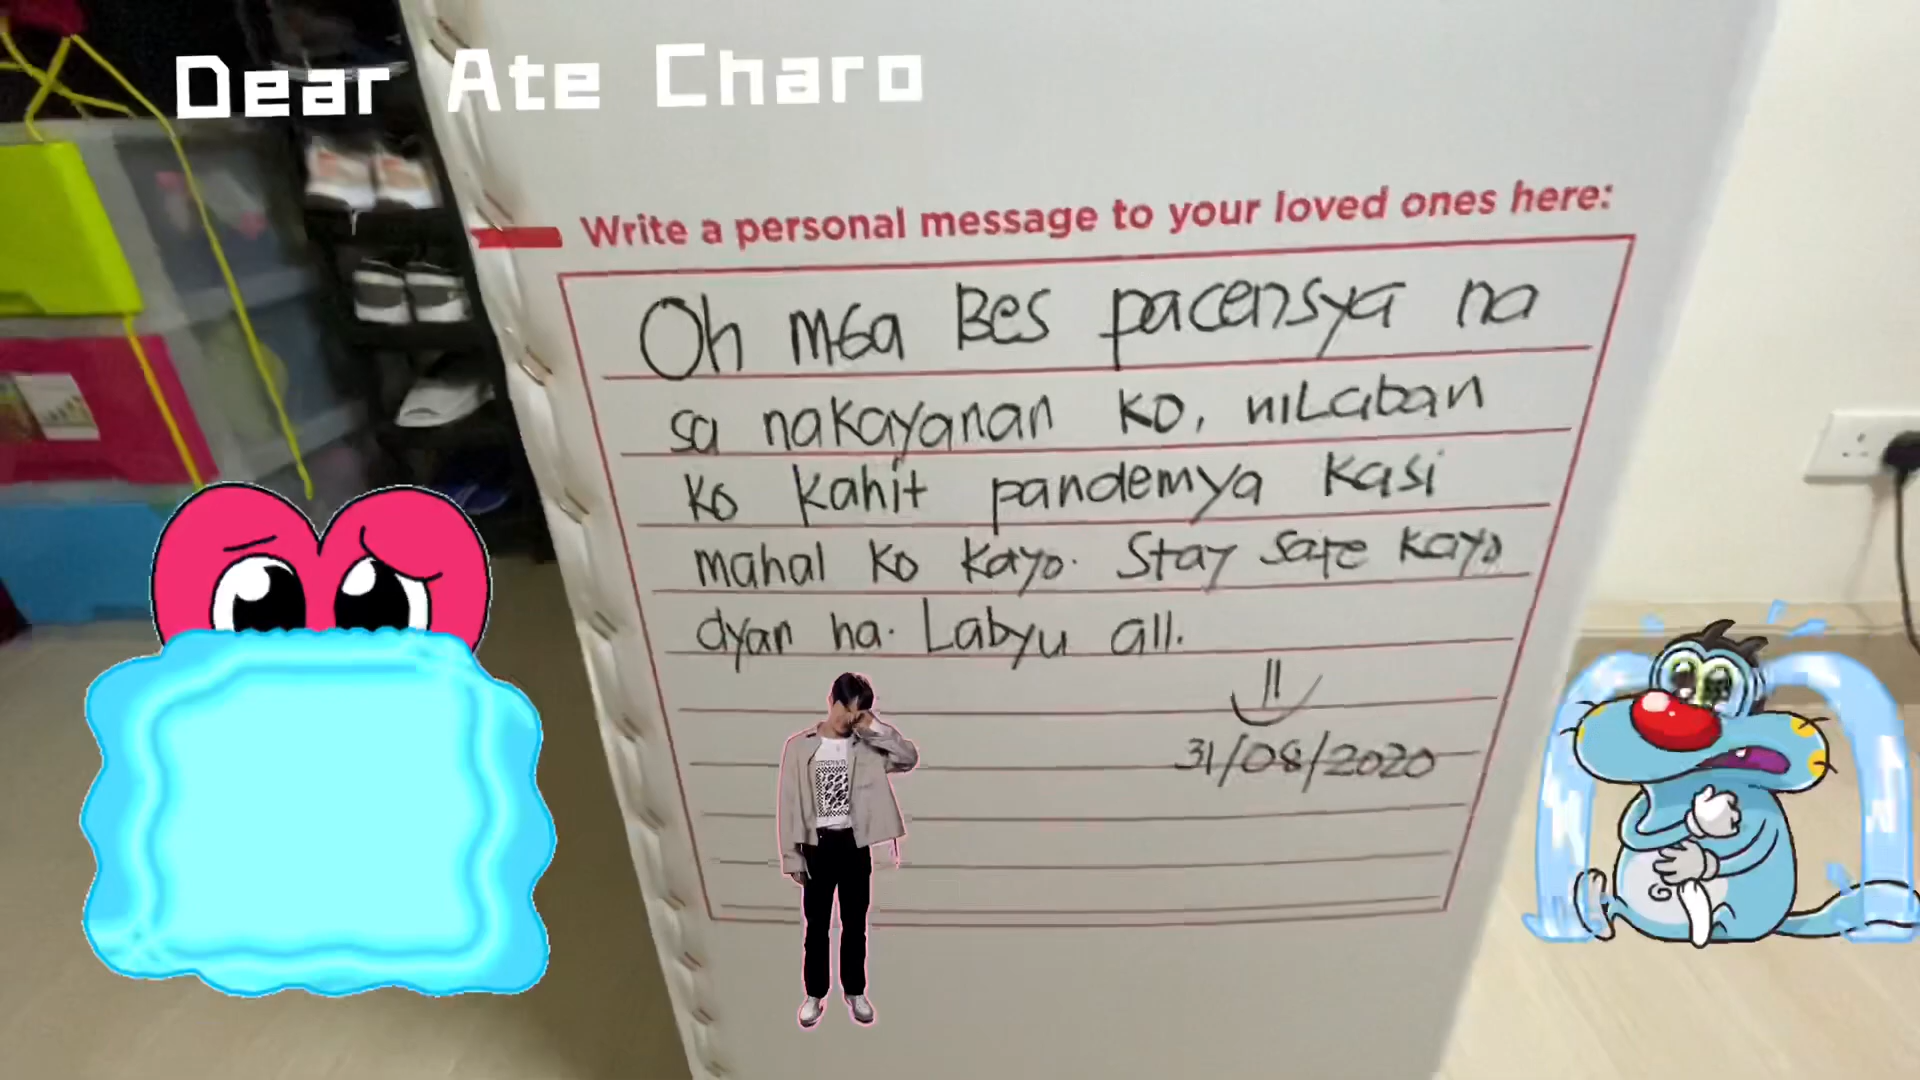 Dear Ate Charo
Write a personal message to your loved ones here:
Oh mga Bes pacensya na
sa nakayanan ko, nilaban
ko kahit pandemya kasi
mahal ko kayo. Stay safe kayo
dyan ha. Labyu all.
31/08/2020